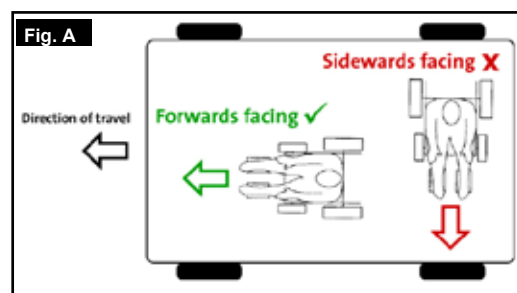 Fig. A
Sidewards facing X
Direction of travel
Forwards facing ✓